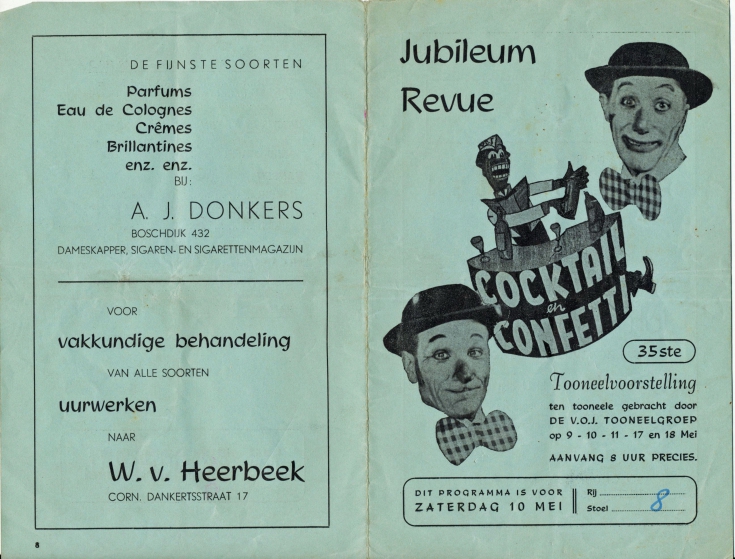 DE FIJNSTE SOORTEN
Parfums
Eau de Colognes
Crêmes
Brillantines
enz. enz.
BIJ:
A. J. DONKERS
BOSCHDIJK 432
DAMESKAPPER, SIGAREN- EN SIGARETTENMAGAZIJN
VOOR
vakkundige behandeling
VAN ALLE SOORTEN
uurwerken
NAAR
W. v. Heerbeek
CORN. DANKERTSSTRAAT 17
8
Jubileum
Revue
COCKTAIL
en
CONFETTI
35ste
Tooneelvoorstelling
ten tooneele gebracht door
DE V.O.J. TOONEELGROEP
op 9 - 10 - 11 - 17 en 18 Mei
AANVANG 8 UUR PRECIES.
DIT PROGRAMMA IS VOOR
ZATERDAG 10 MEI
Rij
Stoel 8